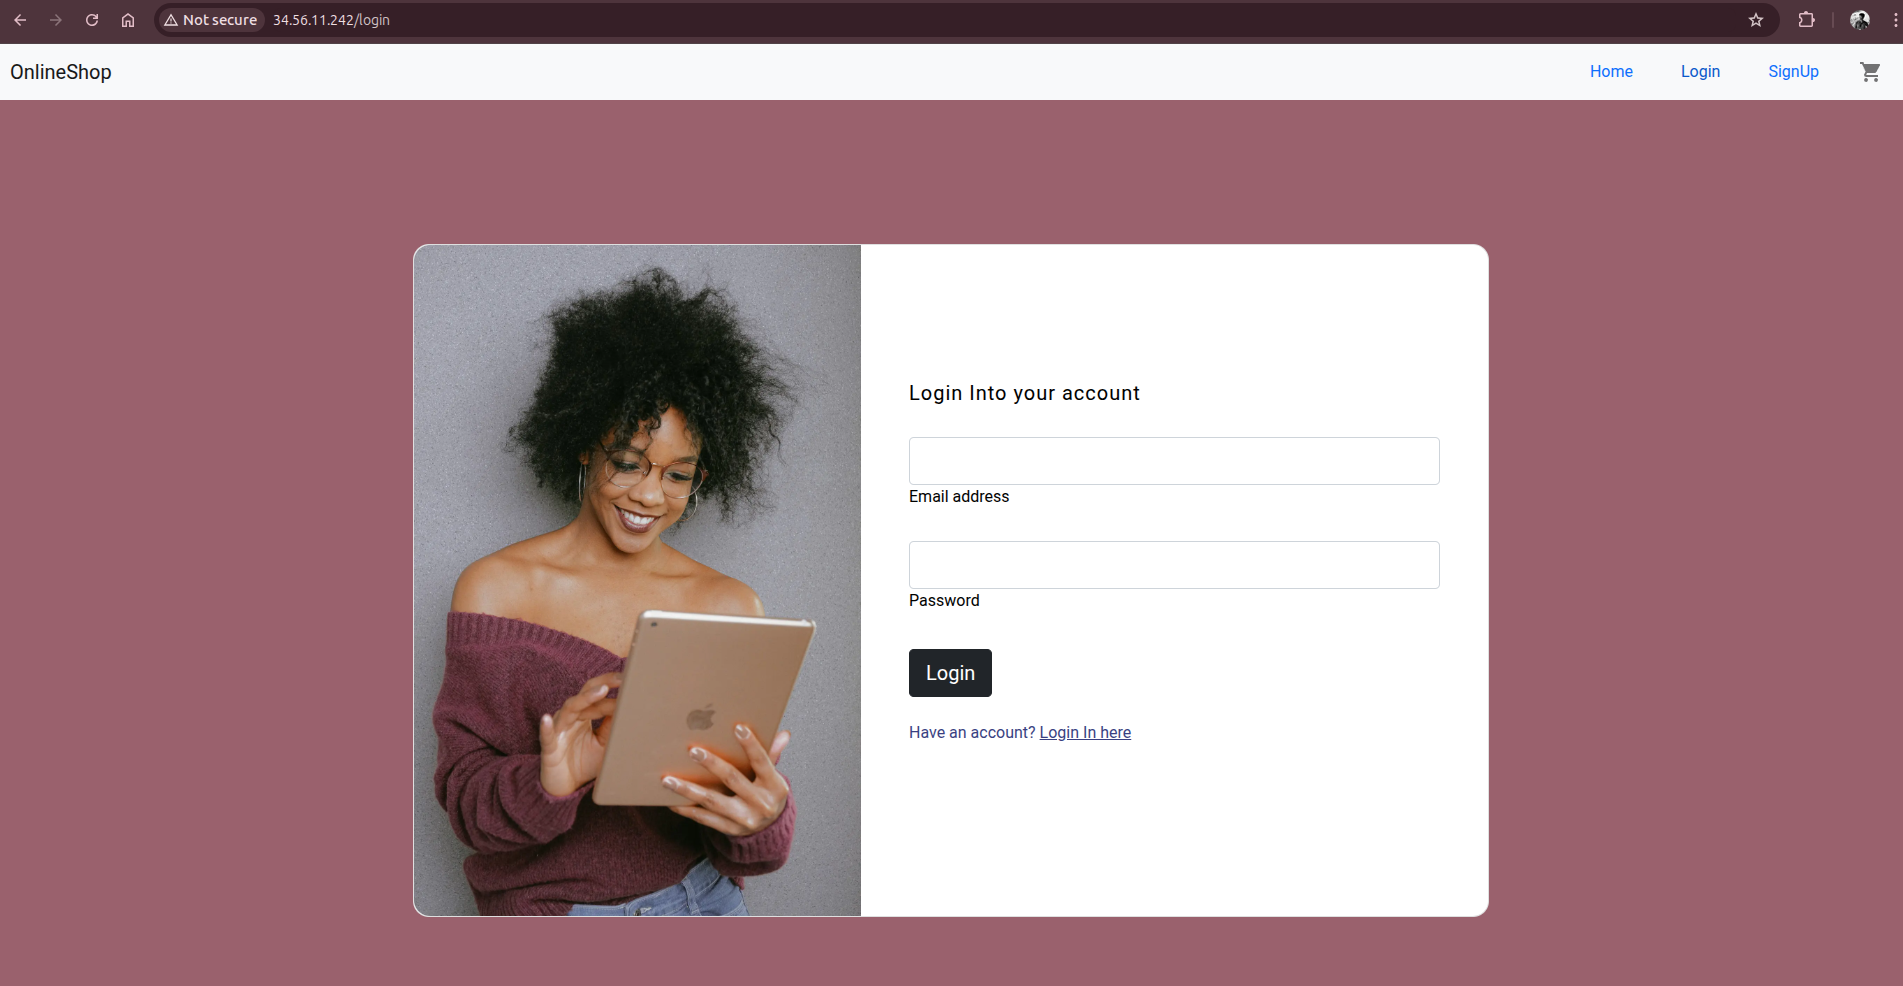 Not secure 34.56.11.242/login
OnlineShop Home Login SignUp
Login Into your account
Email address
Password
Login
Have an account? Login In here